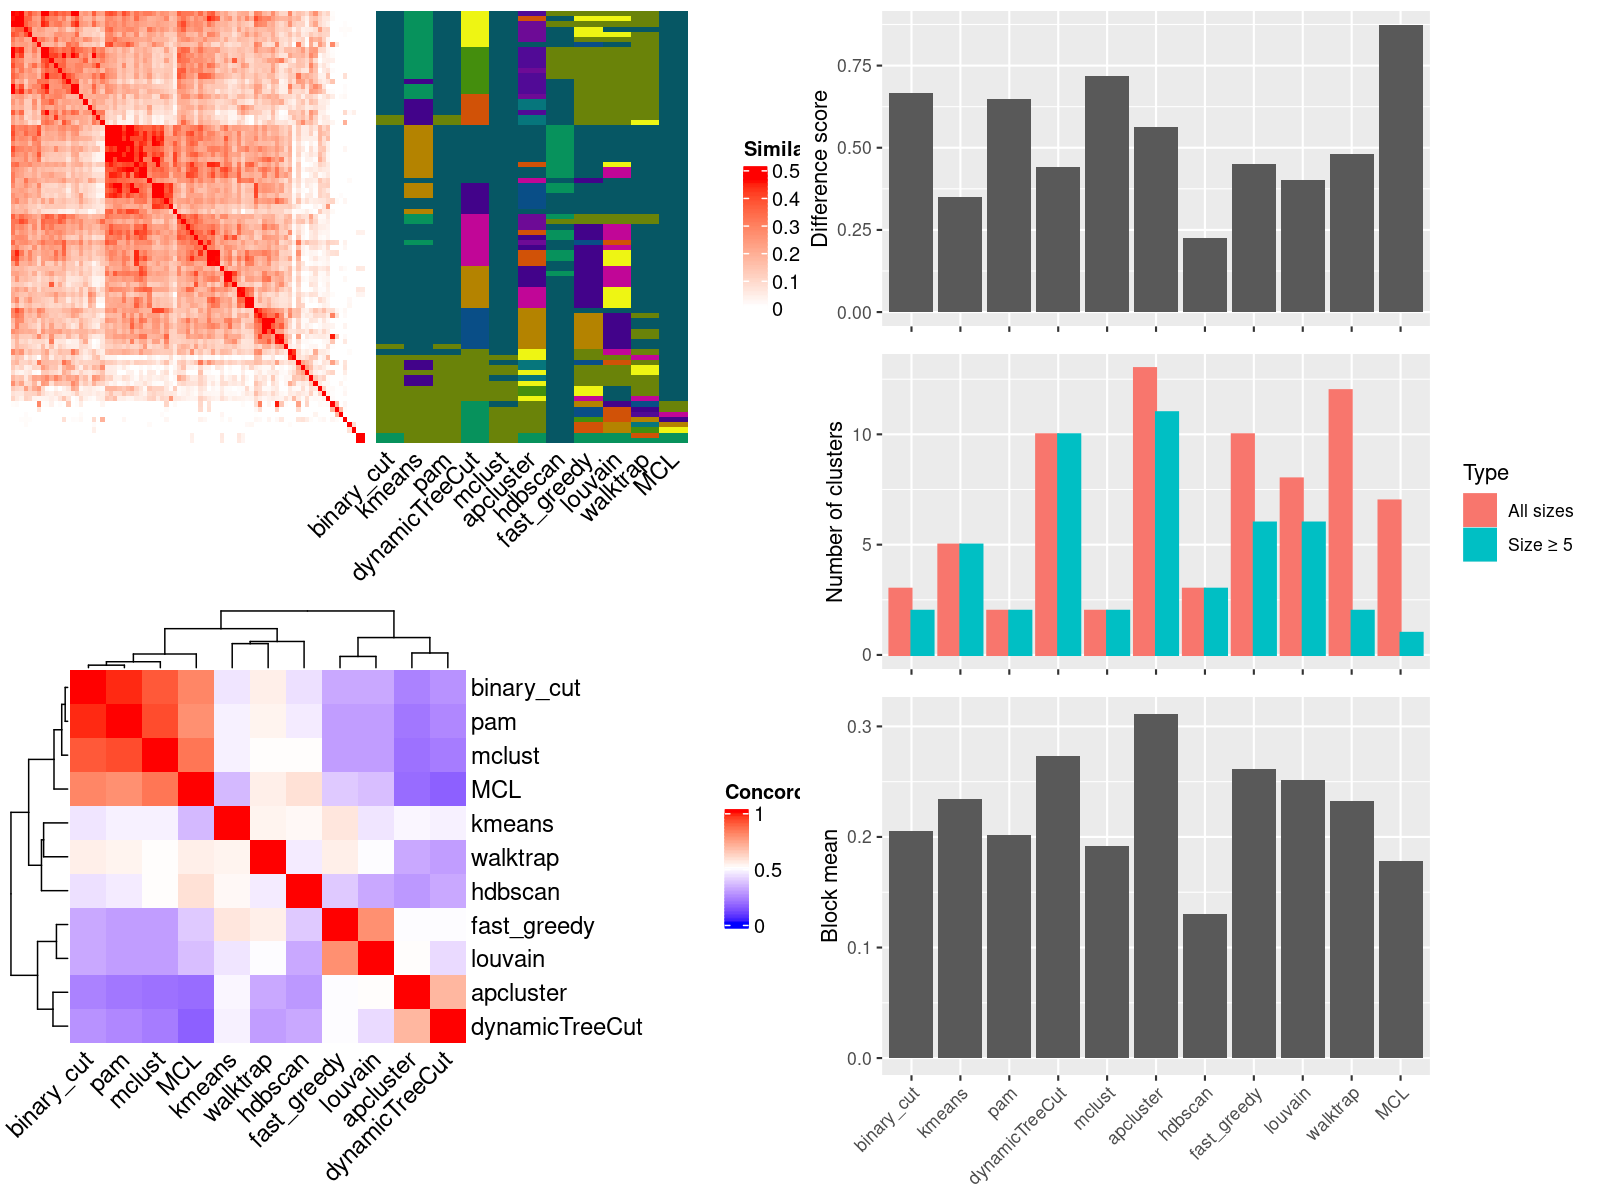 Simila
0.5
0.4
0.3
0.2
0.1
0
binary_cut
kmeans
pam
dynamicTreeCut
mclust
apcluster
hdbscan
fast_greedy
louvain
walktrap
MCL
Difference score
0.75
0.50
0.25
0.00
Number of clusters
10
5
0
Type
All sizes
Size ≥ 5
Block mean
0.3
0.2
0.1
0.0
binary_cut
kmeans
pam
dynamicTreeCut
mclust
apcluster
hdbscan
fast_greedy
louvain
walktrap
MCL
binary_cut
pam
mclust
MCL
kmeans
walktrap
hdbscan
fast_greedy
louvain
apcluster
dynamicTreeCut
binary_cut
pam
mclust
MCL
kmeans
walktrap
hdbscan
fast_greedy
louvain
apcluster
dynamicTreeCut
Concord
1
0.5
0